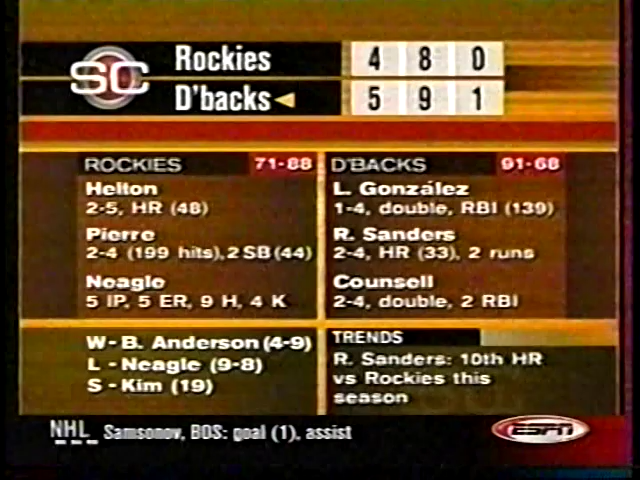 SC
Rockies 4 8 0
D'backs 5 9 1
ROCKIES 71-88
Helton
2-5, HR (48)
Pierre
2-4 (199 hits), 2 SB (44)
Neagle
5 IP, 5 ER, 9 H, 4 K
D'BACKS 91-68
L. González
1-4, double, RBI (139)
R. Sanders
2-4, HR (33), 2 runs
Counsell
2-4, double, 2 RBI
W - B. Anderson (4-9)
L - Neagle (9-8)
S - Kim (19)
TRENDS
R. Sanders: 10th HR
vs Rockies this
season
NHL Samsonov, BOS: goal (1), assist
ESPN